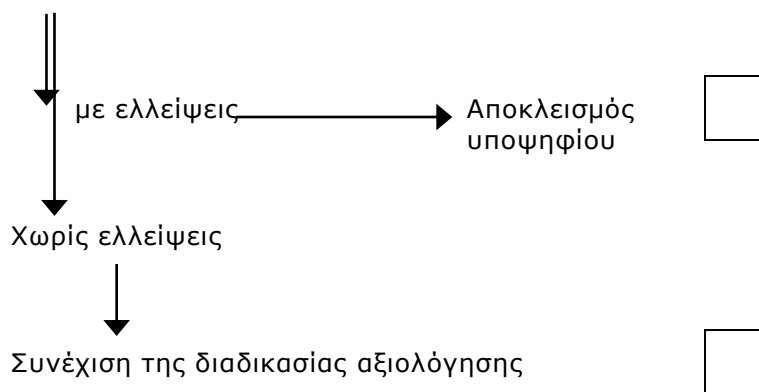 με ελλείψεις
Αποκλεισμός
υποψηφίου
Χωρίς ελλείψεις
Συνέχιση της διαδικασίας αξιολόγησης